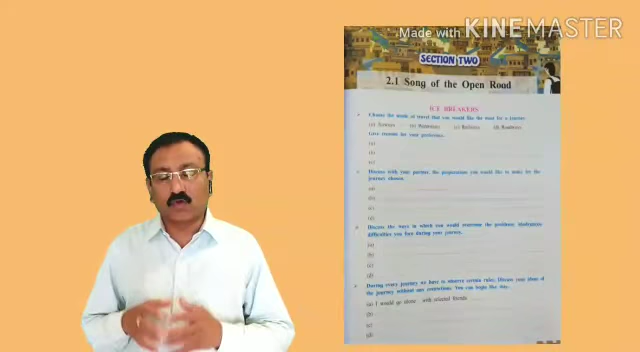 Made with KINEMASTER
SECTION TWO
2.1 Song of the Open Road
ICE BREAKERS
Choose the mode of travel that you would like the most for a journey.
(a) Airways (b) Waterways (c) Railways (d) Roadways
Give reasons for your preference.
(a)
(b)
(c)
Discuss with your partner, the preparation you would like to make for the
journey chosen.
(a)
(b)
(c)
(d)
Discuss the ways in which you would overcome the problems,
difficulties you face during your journey.
(a)
(b)
(c)
(d)
During every journey we have to observe certain rules. Discuss your ideas of
the journey without any restrictions. You can begin like this-
(a) I would go alone with selected friends
(b)
(c)
(d)